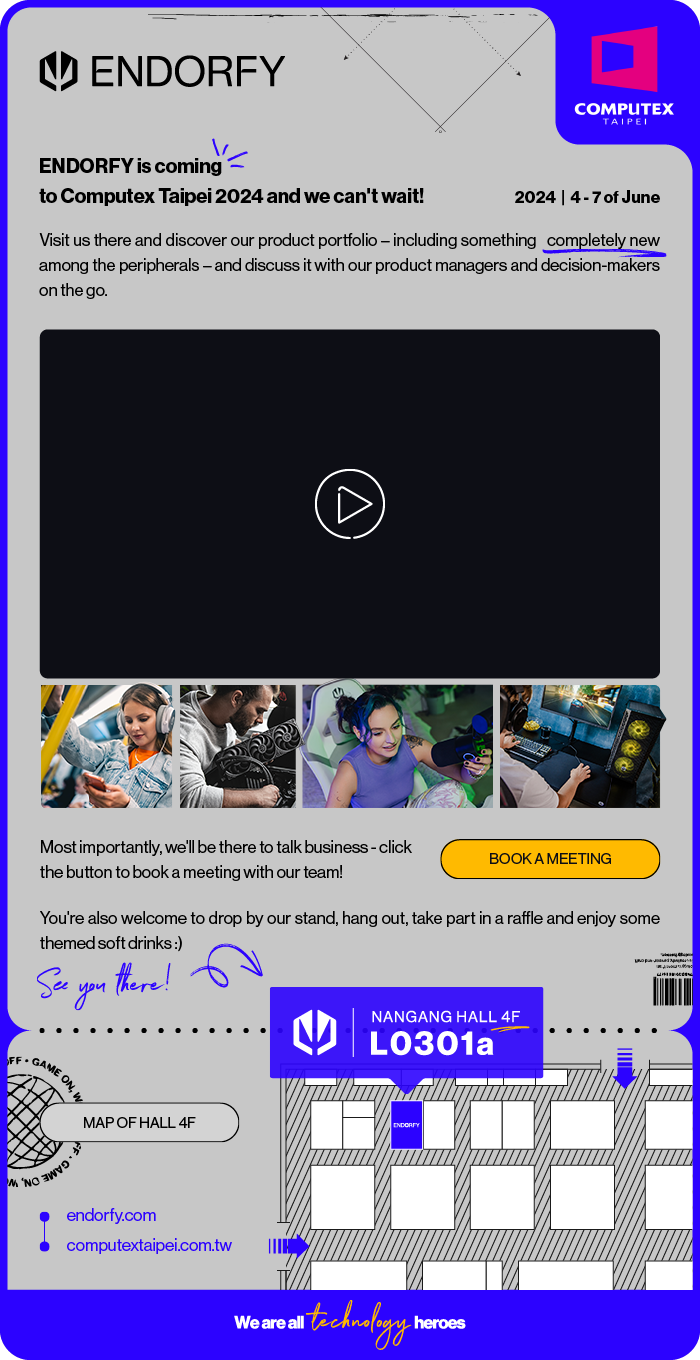 ENDORFY
COMPUTEX
TAIPEI
ENDORFY is coming
to Computex Taipei 2024 and we can't wait!
2024 | 4 - 7 of June
Visit us there and discover our product portfolio – including something completely new
among the peripherals – and discuss it with our product managers and decision-makers
on the go.
Most importantly, we'll be there to talk business - click
the button to book a meeting with our team!
BOOK A MEETING
You're also welcome to drop by our stand, hang out, take part in a raffle and enjoy some
themed soft drinks :)
See you there!
NANGANG HALL 4F
L0301a
MAP OF HALL 4F
ENDORFY
endorfy.com
computextaipei.com.tw
We are all technology heroes